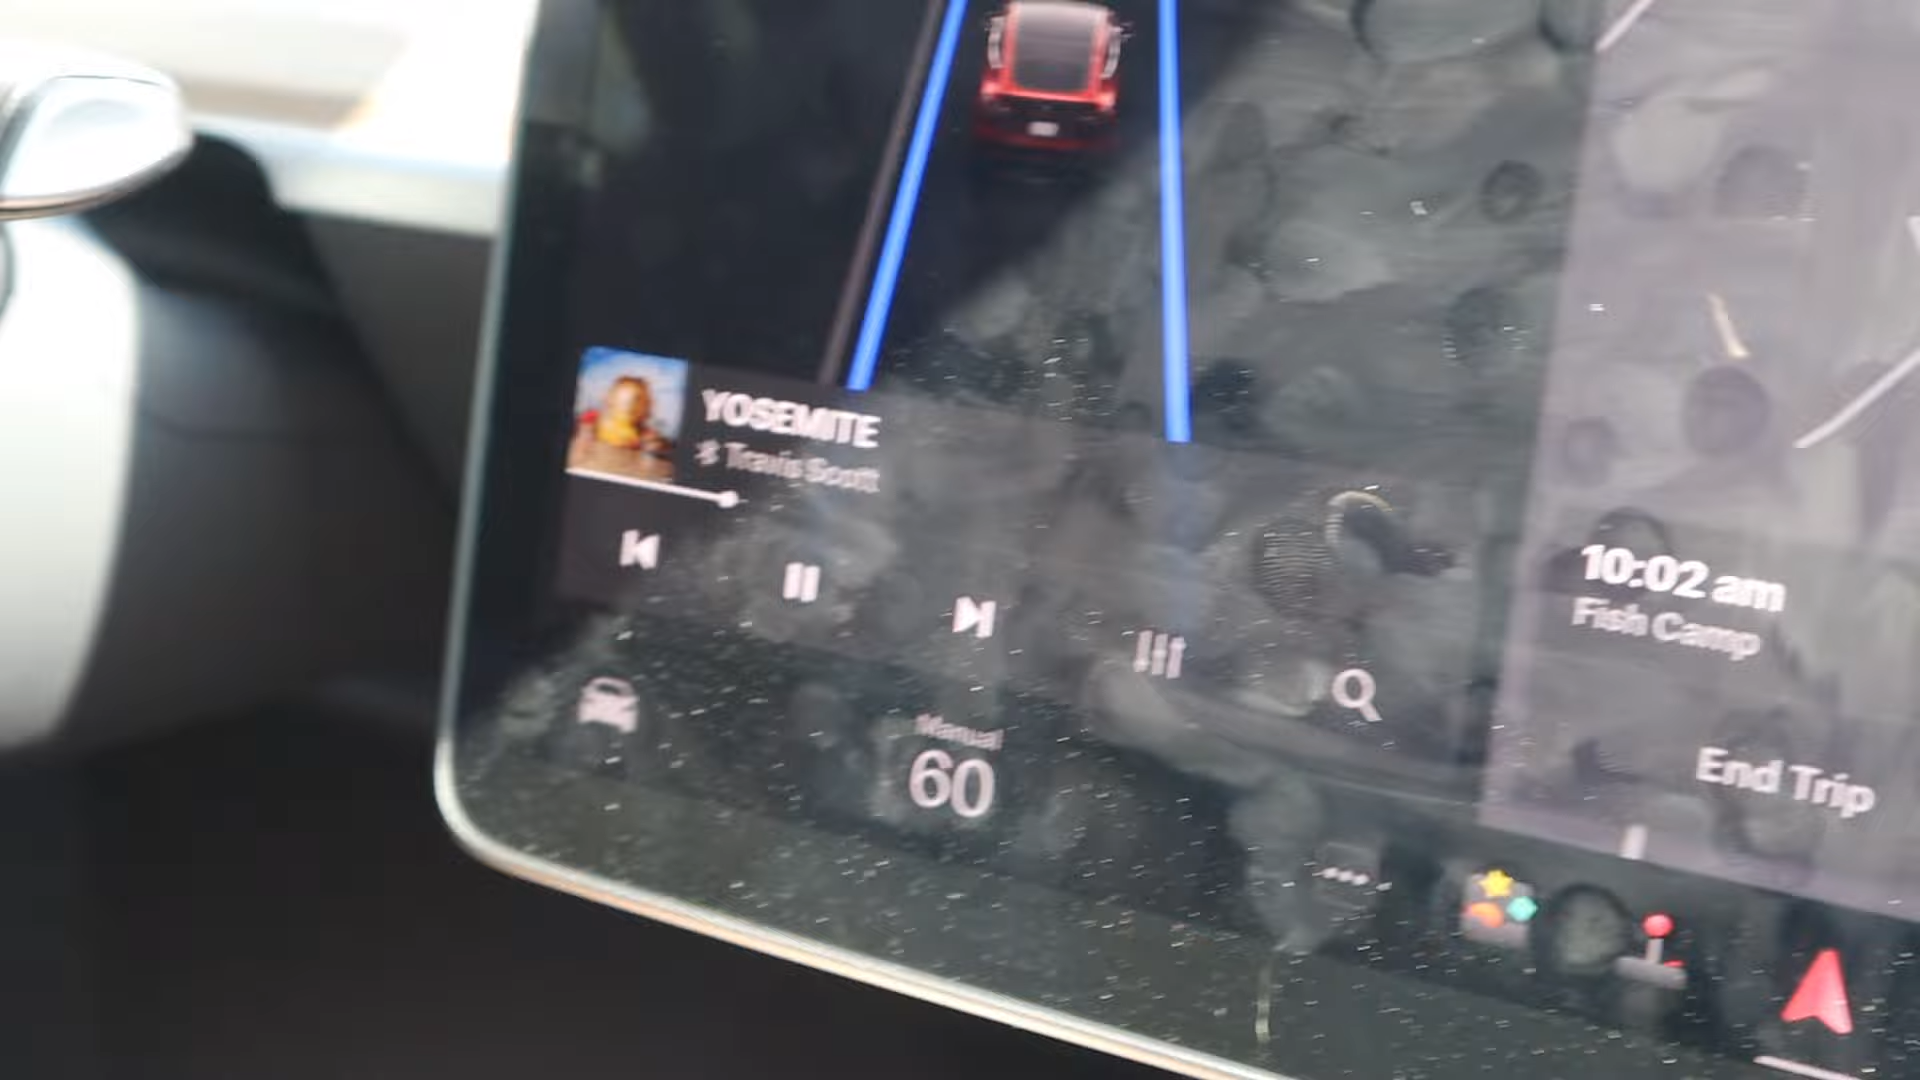 YOSEMITE
Travis Scott
10:02 am
Fish Camp
End Trip
Manual
60